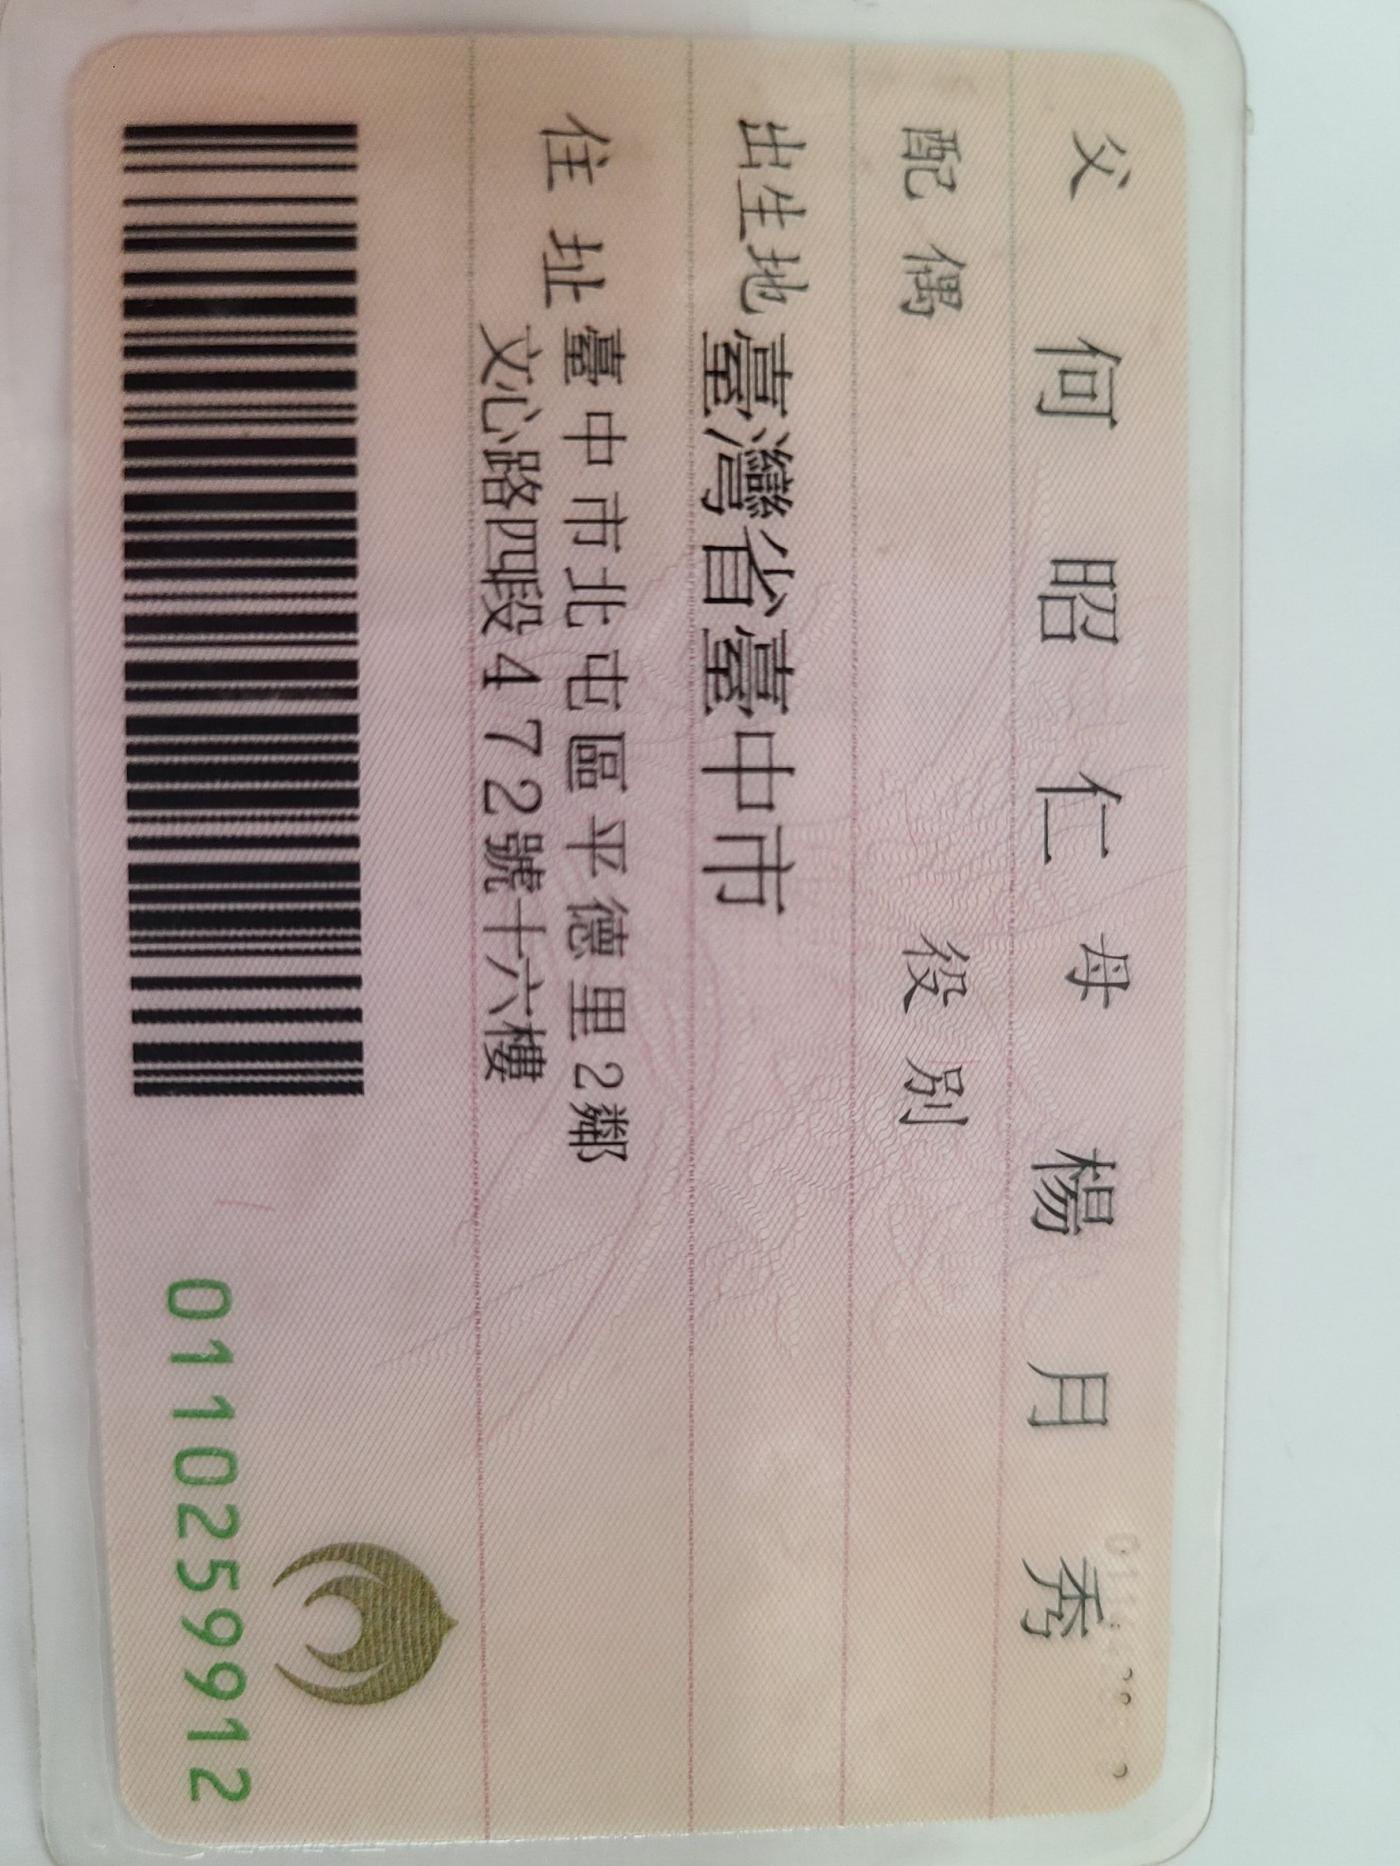 父 何昭仁 母 楊月秀
配偶 役別
出生地 臺灣省臺中市
住址 臺中市北屯區平德里2鄰
文心路四段472號十六樓
0110259912